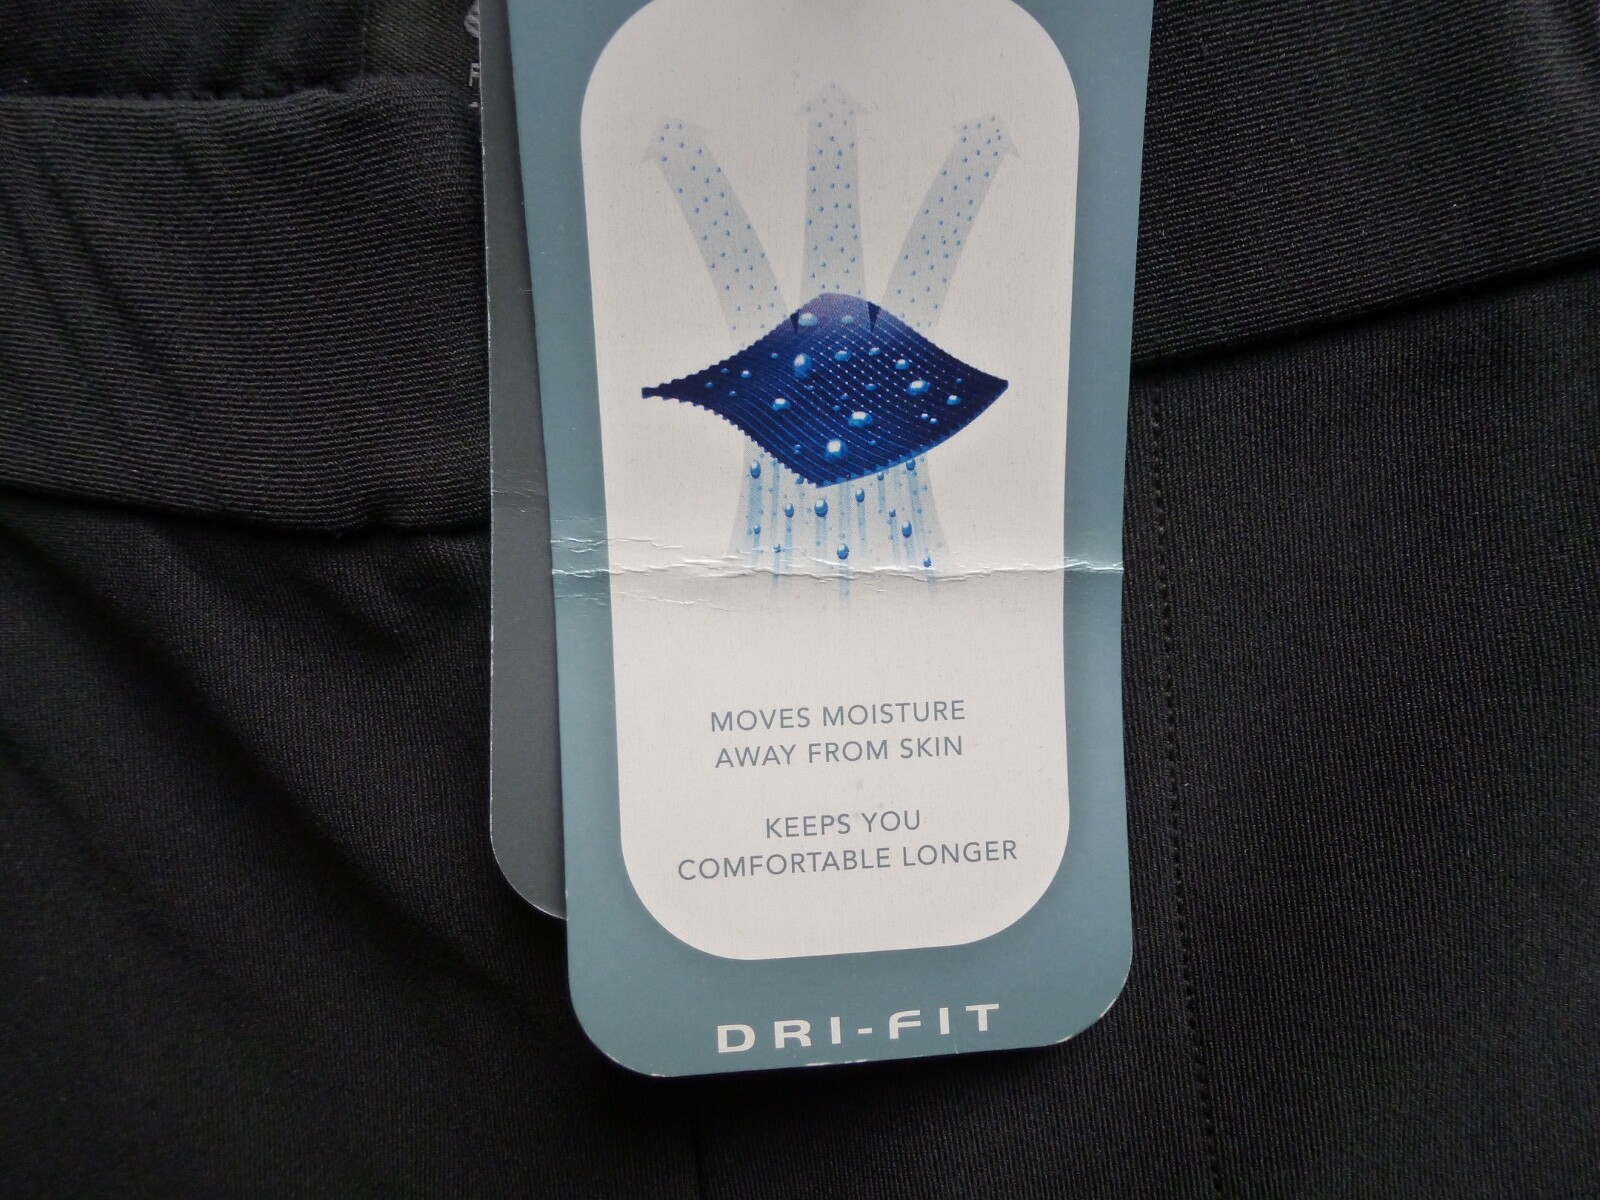 MOVES MOISTURE
AWAY FROM SKIN
KEEPS YOU
COMFORTABLE LONGER
DRI-FIT